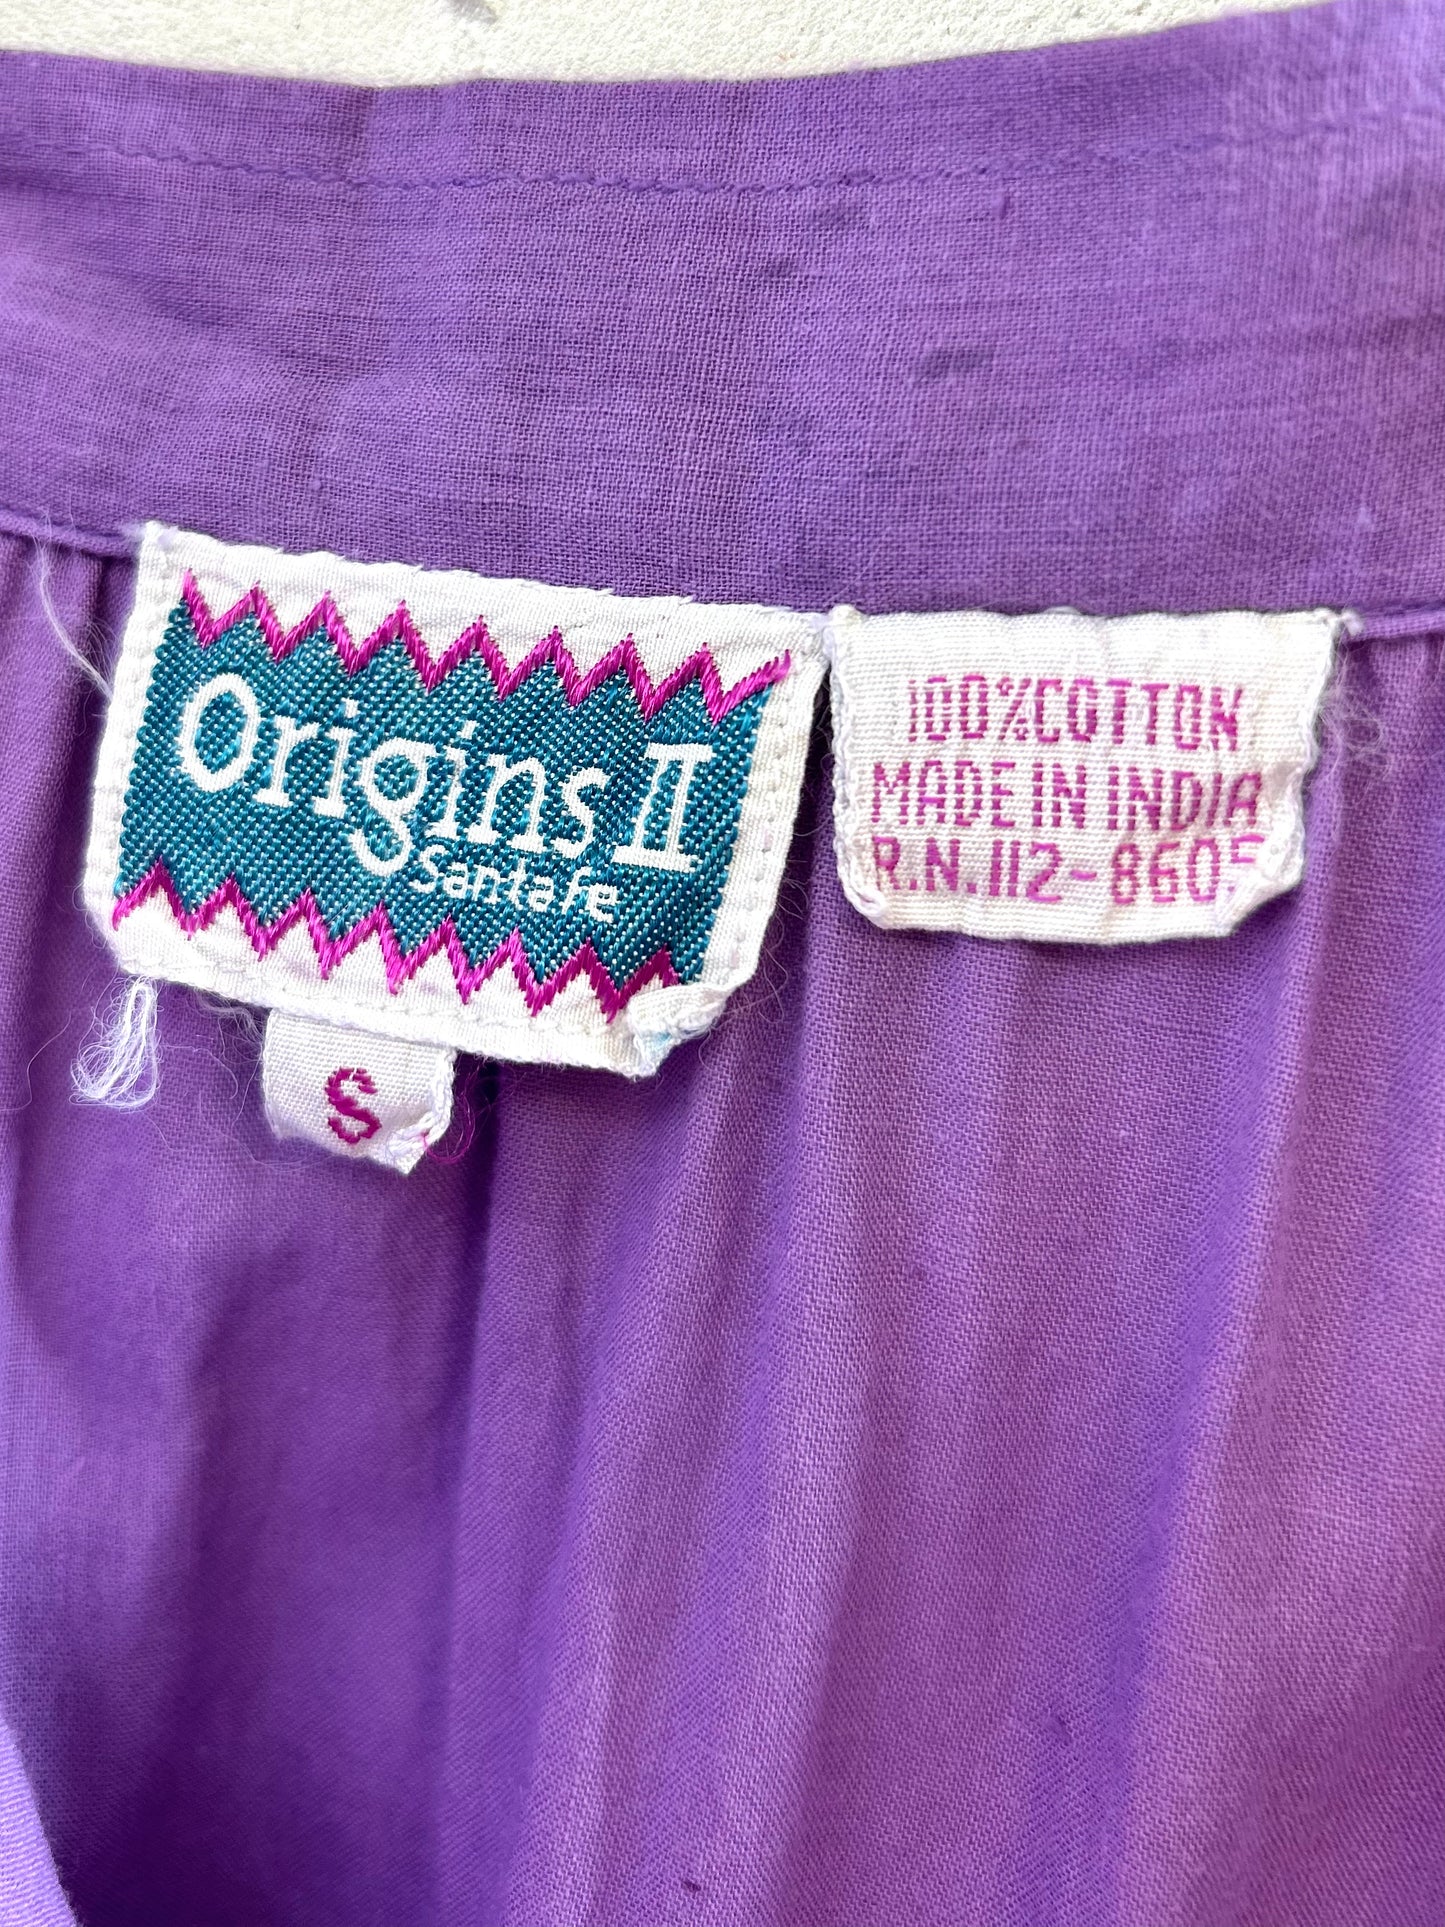 Origins II
Santa Fe
S
100% COTTON
MADE IN INDIA
R.N. 112-8605